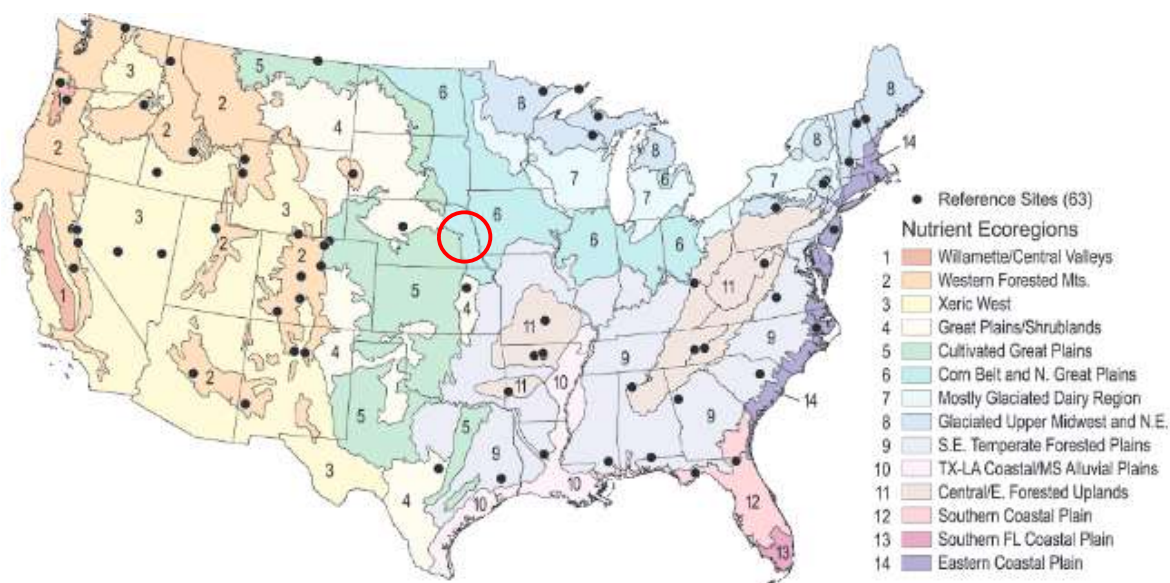 5
3
6
8
1
8
2
4
14
2
8
8
2
7
6
7
7
3
3
6
2
6
6
2
11
5
1
4
11
9
4
9
10
2
11
14
5
5
9
9
3
10
10
12
4
13
Reference Sites (63)
Nutrient Ecoregions
1 Willamette/Central Valleys
2 Western Forested Mts.
3 Xeric West
4 Great Plains/Shrublands
5 Cultivated Great Plains
6 Corn Belt and N. Great Plains
7 Mostly Glaciated Dairy Region
8 Glaciated Upper Midwest and N.E.
9 S.E. Temperate Forested Plains
10 TX-LA Coastal/MS Alluvial Plains
11 Central/E. Forested Uplands
12 Southern Coastal Plain
13 Southern FL Coastal Plain
14 Eastern Coastal Plain